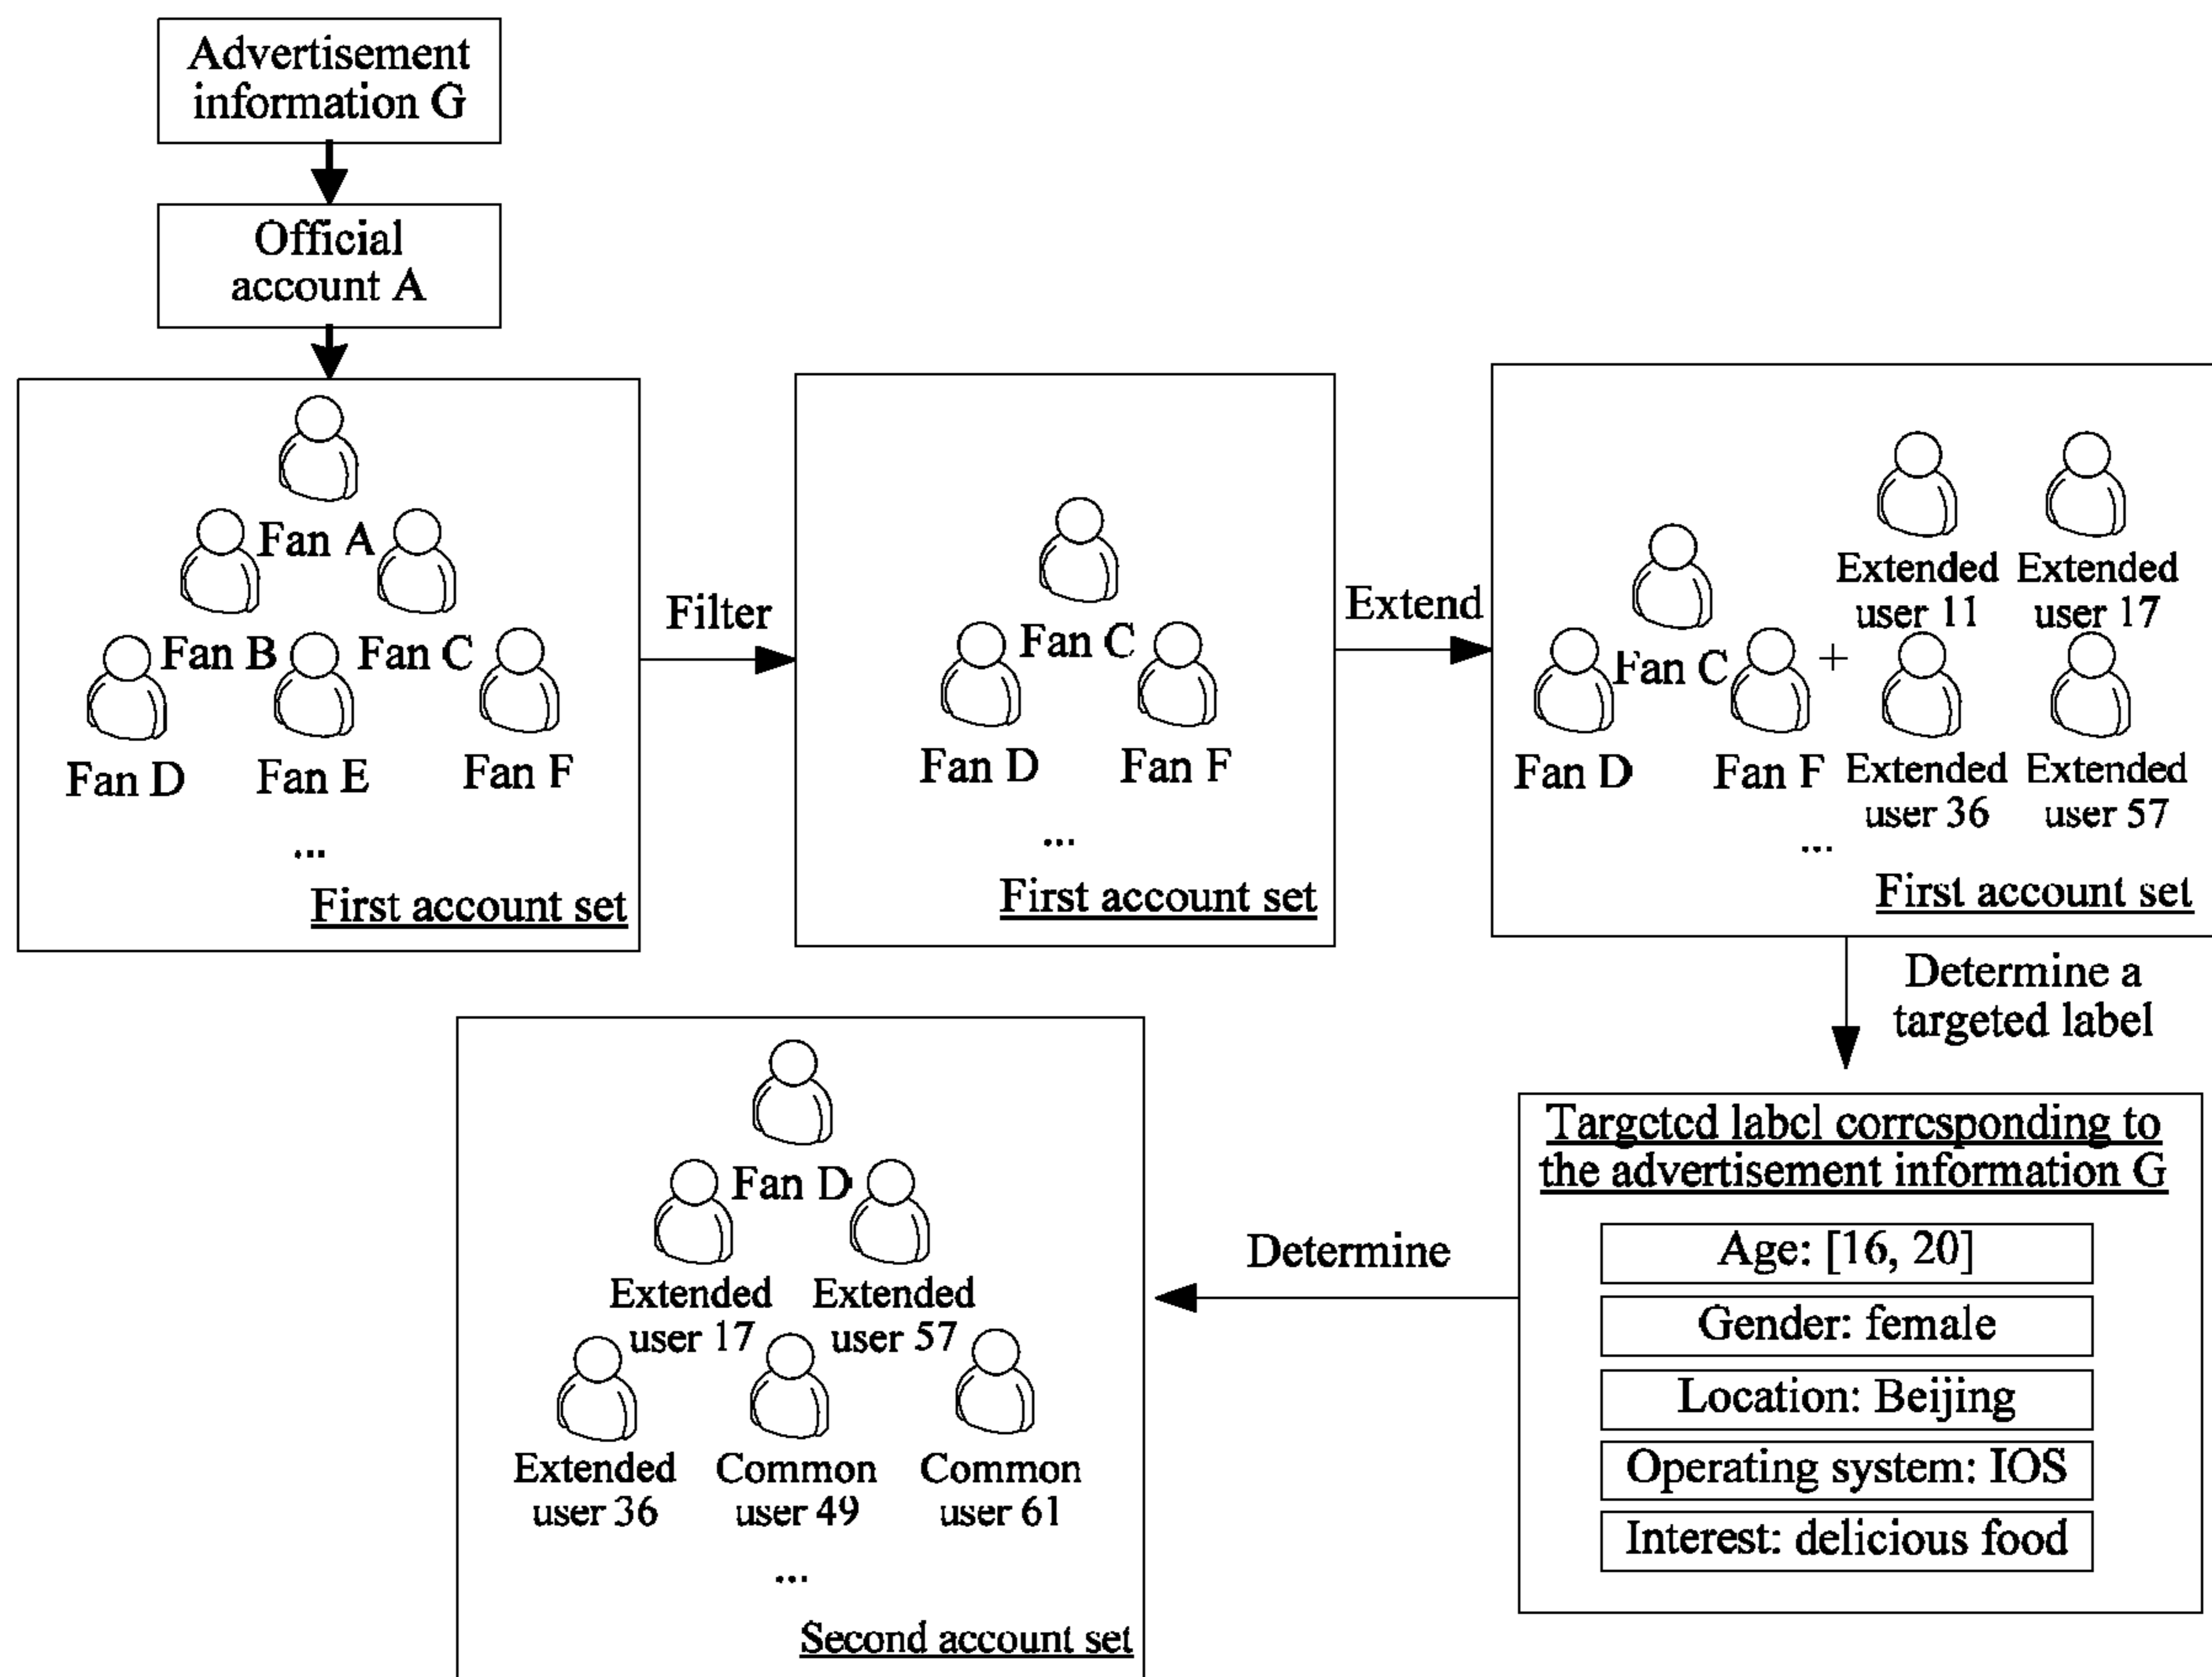 Advertisement
information G
Official
account A
Fan A
Fan B
Fan C
Fan D
Fan E
Fan F
...
First account set
Filter
Fan C
Fan D
Fan F
...
First account set
Extend
Extended
user 11
Extended
user 17
Fan C
+
Fan D
Fan F
Extended
user 36
Extended
user 57
...
First account set
Determine a
targeted label
Targeted label corresponding to
the advertisement information G
Age: [16, 20]
Gender: female
Location: Beijing
Operating system: IOS
Interest: delicious food
Determine
Fan D
Extended
user 17
Extended
user 57
Extended
user 36
Common
user 49
Common
user 61
...
Second account set